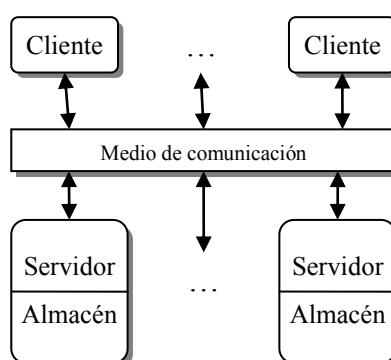 Cliente ... Cliente
Medio de comunicación
Servidor Servidor
...
Almacén Almacén